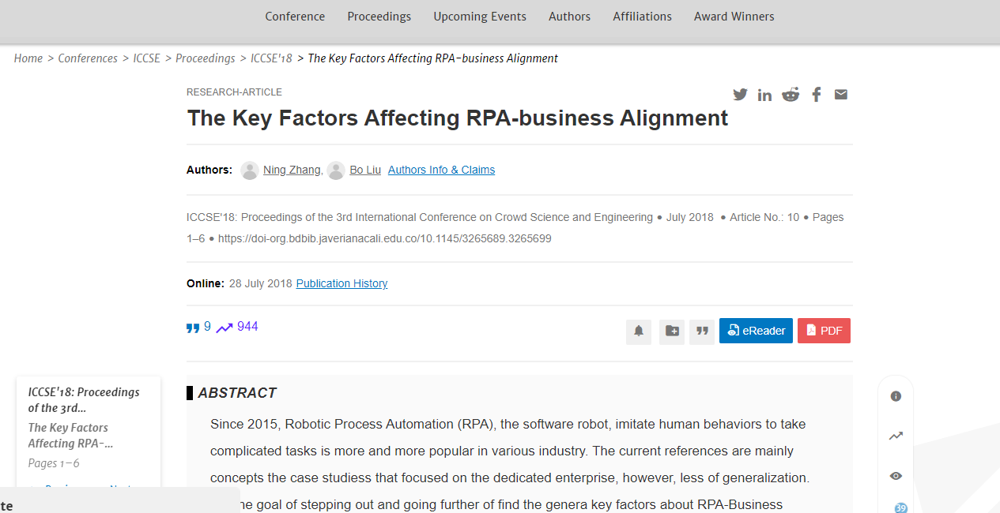 Conference Proceedings Upcoming Events Authors Affiliations Award Winners
Home > Conferences > ICCSE > Proceedings > ICCSE'18 > The Key Factors Affecting RPA-business Alignment
RESEARCH-ARTICLE
The Key Factors Affecting RPA-business Alignment
Authors: Ning Zhang, Bo Liu Authors Info & Claims
ICCSE'18: Proceedings of the 3rd International Conference on Crowd Science and Engineering • July 2018 • Article No.: 10 • Pages
1–6 • https://doi-org.bdbib.javerianacali.edu.co/10.1145/3265689.3265699
Online: 28 July 2018 Publication History
9 944
eReader PDF
ICCSE'18: Proceedings
of the 3rd...
The Key Factors
Affecting RPA-...
Pages 1–6
ABSTRACT
Since 2015, Robotic Process Automation (RPA), the software robot, imitate human behaviors to take
complicated tasks is more and more popular in various industry. The current references are mainly
concepts the case studiess that focused on the dedicated enterprise, however, less of generalization.
goal of stepping out and going further of find the genera key factors about RPA-Business
39
te